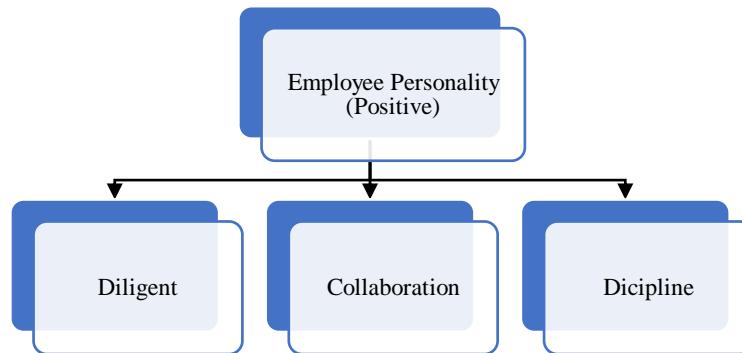 Employee Personality
(Positive)
Diligent
Collaboration
Dicipline